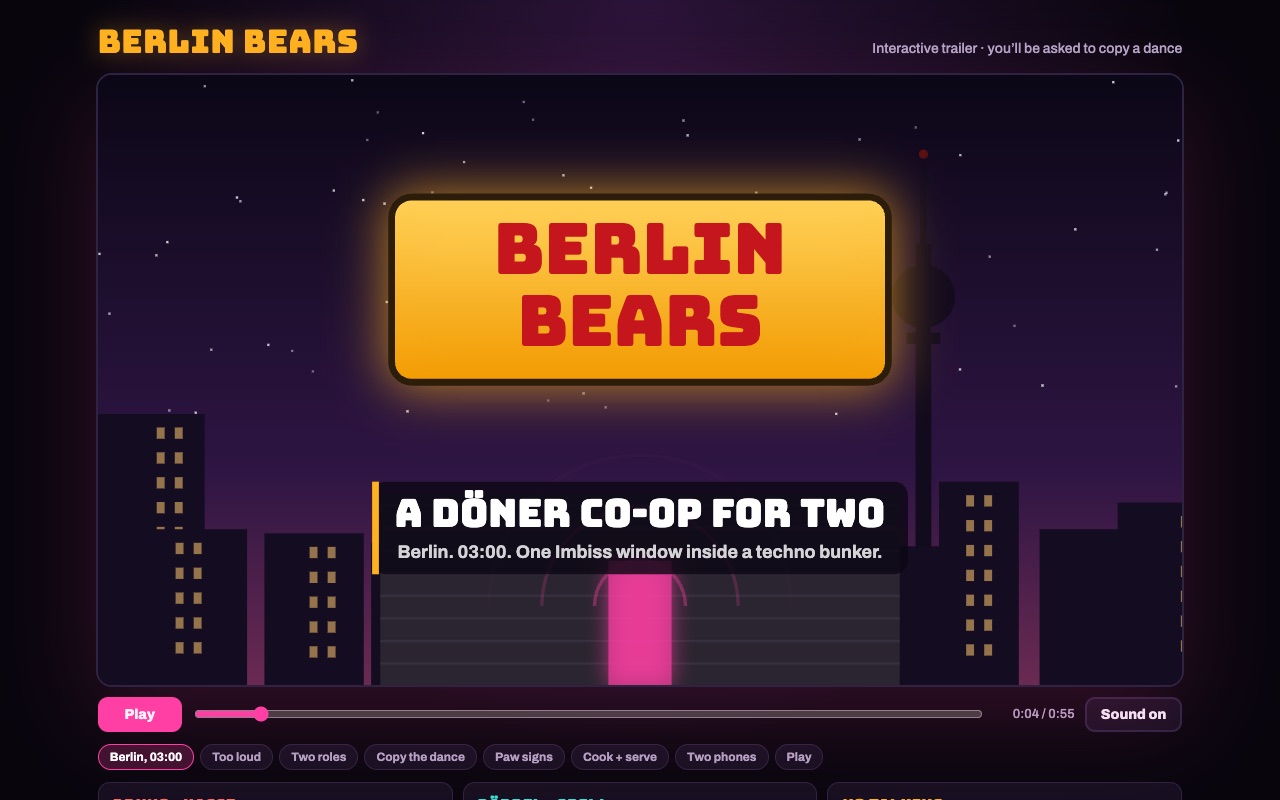 BERLIN BEARS
Interactive trailer · you'll be asked to copy a dance
BERLIN
BEARS
A DÖNER CO-OP FOR TWO
Berlin. 03:00. One Imbiss window inside a techno bunker.
Play
0:04 / 0:55
Sound on
Berlin, 03:00
Too loud
Two roles
Copy the dance
Paw signs
Cook + serve
Two phones
Play